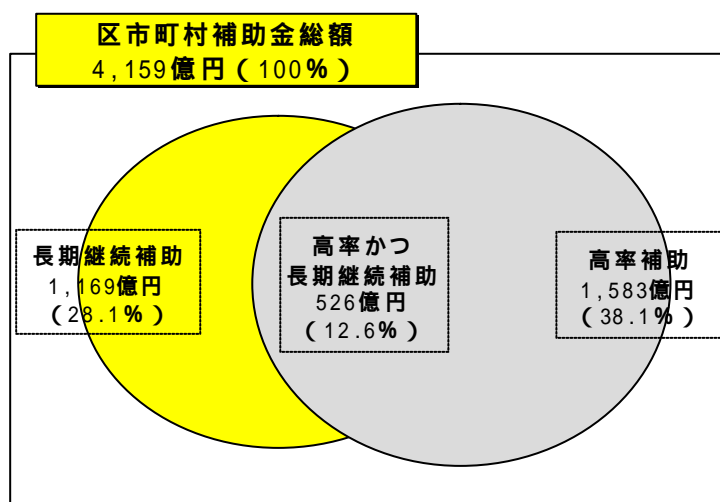 区市町村補助金総額
4,159億円(100%)
長期継続補助
1,169億円
(28.1%)
高率かつ
長期継続補助
526億円
(12.6%)
高率補助
1,583億円
(38.1%)